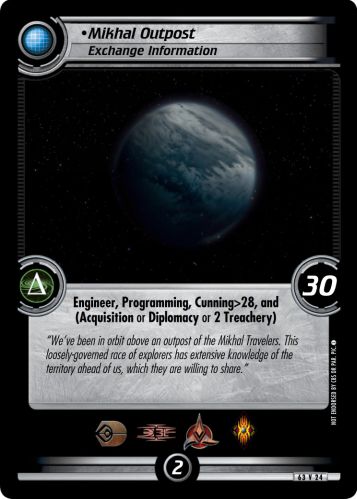 •Mikhal Outpost
Exchange Information
Δ
30
Engineer, Programming, Cunning>28, and
(Acquisition or Diplomacy or 2 Treachery)
"We've been in orbit above an outpost of the Mikhal Travelers. This
loosely-governed race of explorers has extensive knowledge of the
territory ahead of us, which they are willing to share."
NOT ENDORSED BY CBS OR PAR. PIC.
2
63 V 24